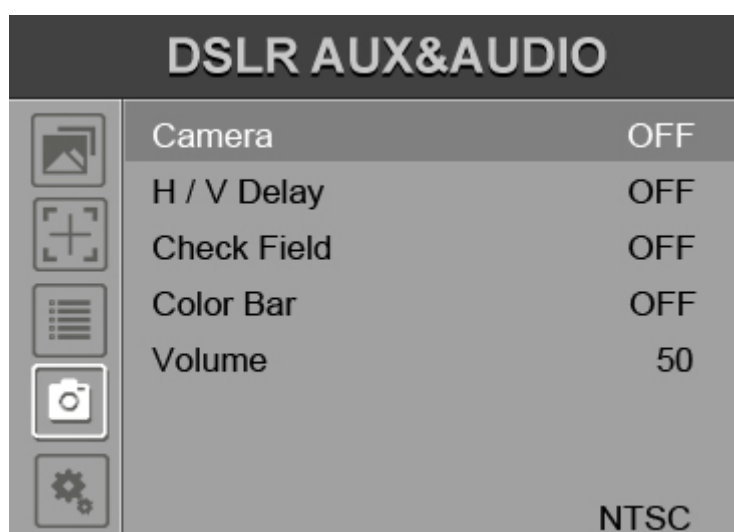 DSLR AUX&AUDIO
Camera OFF
H / V Delay OFF
Check Field OFF
Color Bar OFF
Volume 50
NTSC